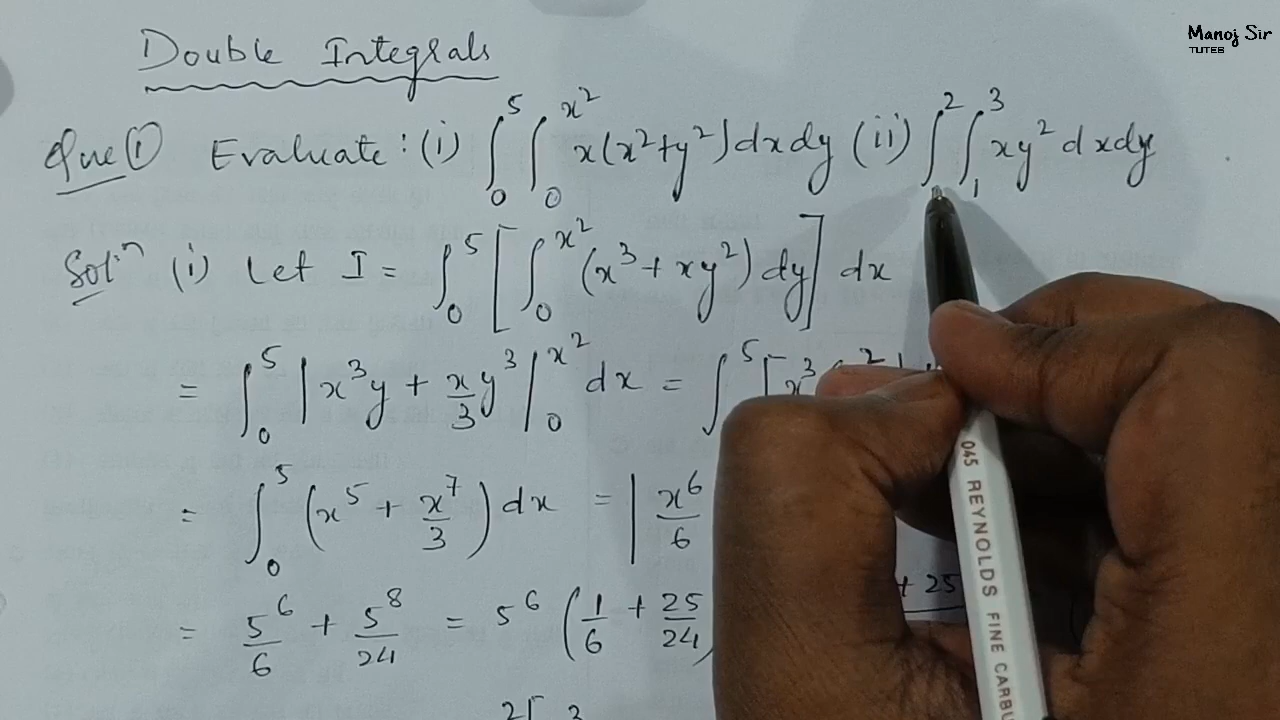 Manoj Sir
TUTES
Double Integrals
Que ① Evaluate : (i) ∫₀⁵ ∫₀^{x²} x(x²+y²) dx dy (ii) ∫² ∫₁³ xy² dx dy
Sol:ⁿ (i) Let I = ∫₀⁵ [ ∫₀^{x²} (x³ + xy²) dy ] dx
= ∫₀⁵ | x³y + x/3 y³ |₀^{x²} dx = ∫⁵ [ x³
= ∫₀⁵ ( x⁵ + x⁷/3 ) dx = | x⁶/6
= 5⁶/6 + 5⁸/24 = 5⁶ ( 1/6 + 25/24 ) + 25
045 REYNOLDS FINE CARBU